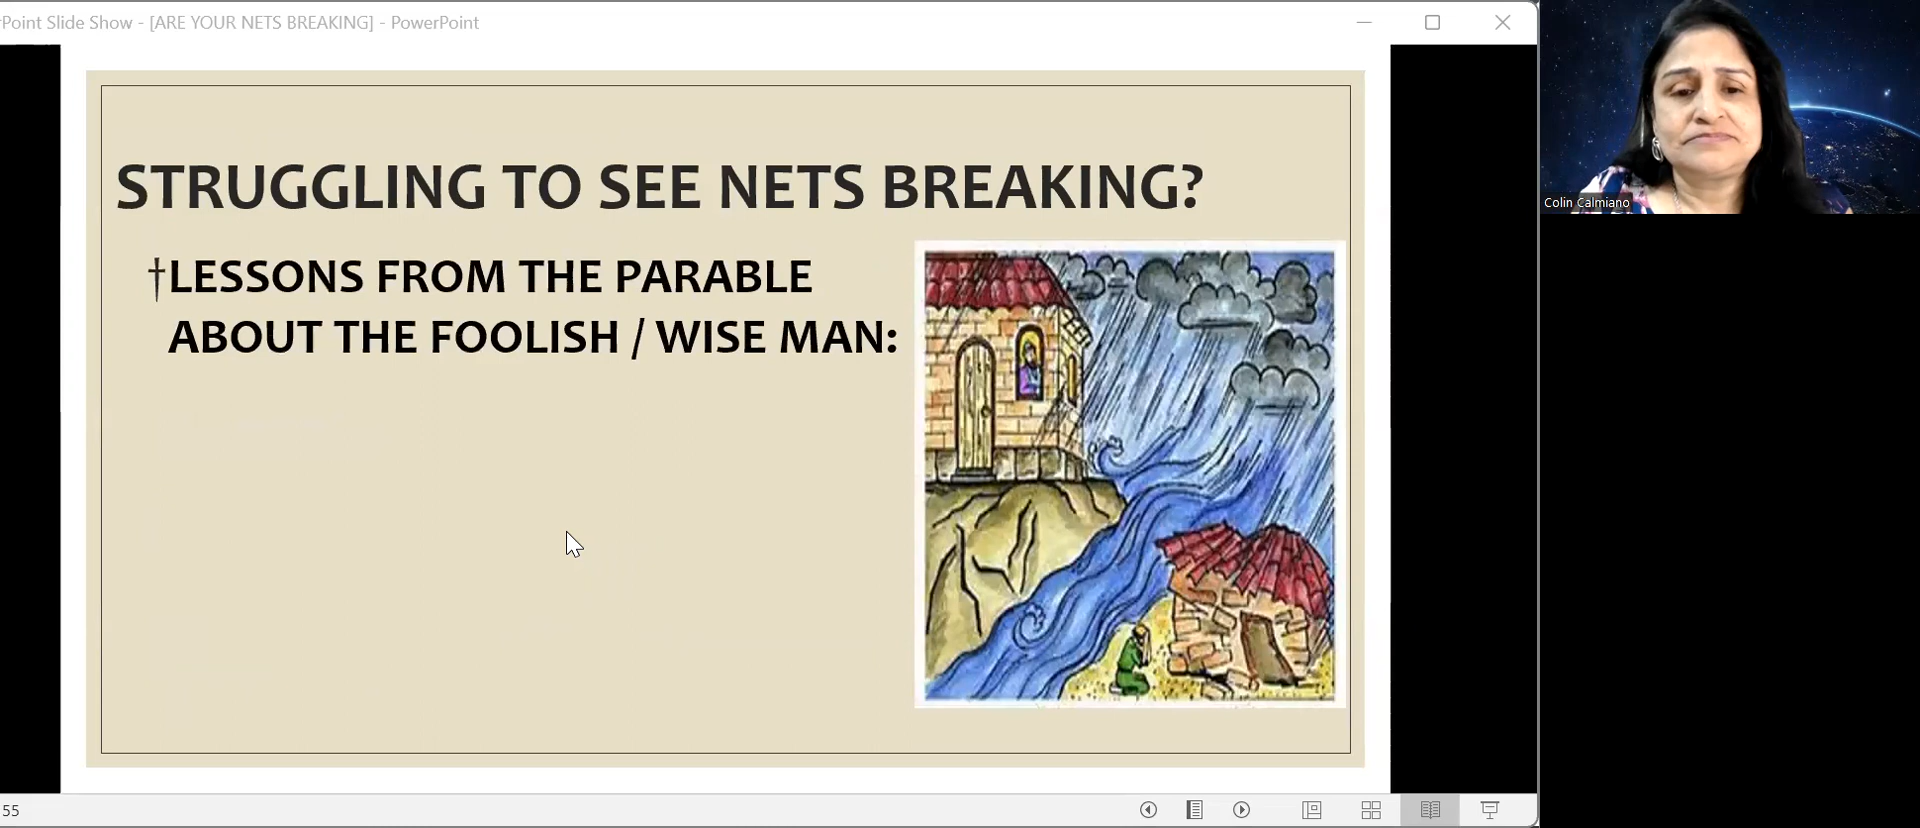 Point Slide Show - [ARE YOUR NETS BREAKING] - PowerPoint
STRUGGLING TO SEE NETS BREAKING?
†LESSONS FROM THE PARABLE
ABOUT THE FOOLISH / WISE MAN:
Colin Calmiano
55